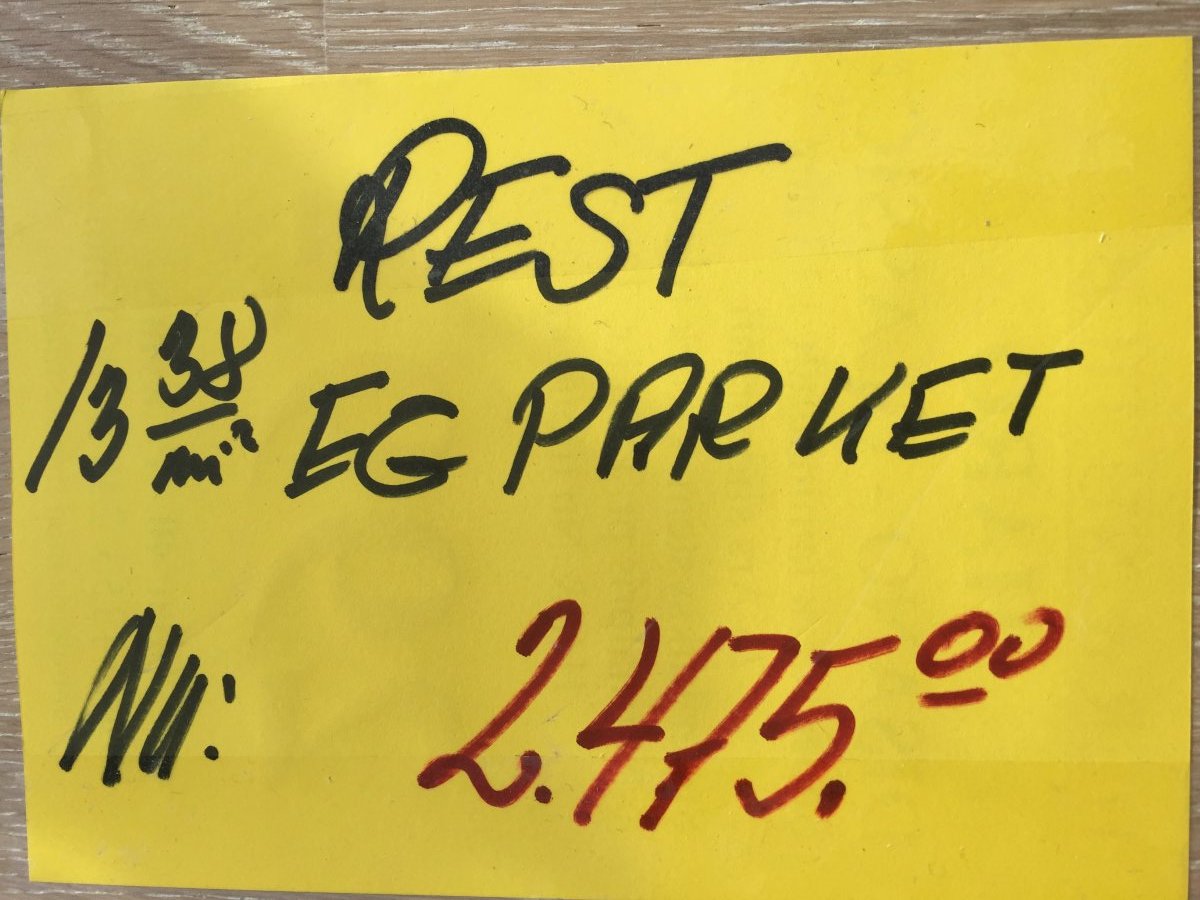 REST
13 38 m² EG PARKET
Nu: 2.475.00